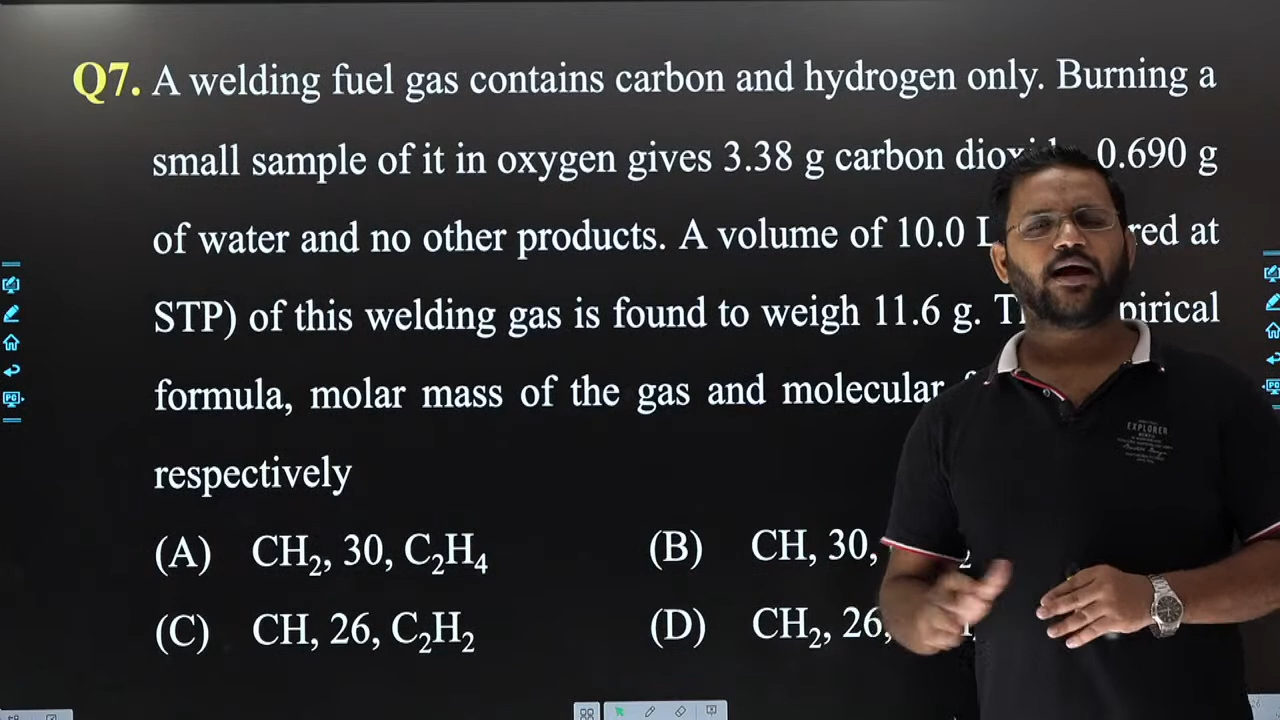 Q7. A welding fuel gas contains carbon and hydrogen only. Burning a
small sample of it in oxygen gives 3.38 g carbon 0.690 g
of water and no other products. A volume of 10.0 L at
STP) of this welding gas is found to weigh 11.6 g.
formula, molar mass of the gas and molecular
respectively
(A) CH₂, 30, C₂H₄ (B) CH, 30,
(C) CH, 26, C₂H₂ (D) CH₂, 26,
EXPLORER